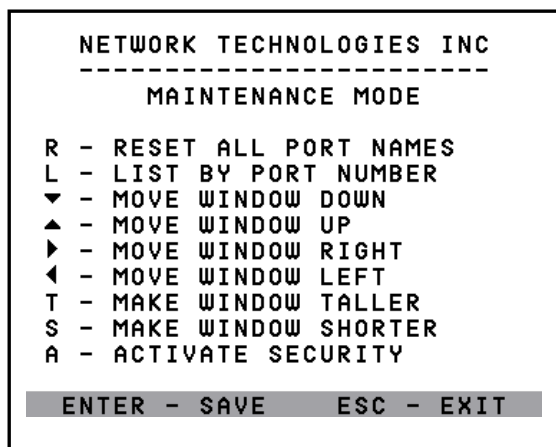 NETWORK TECHNOLOGIES INC
--------------------------
MAINTENANCE MODE
R - RESET ALL PORT NAMES
L - LIST BY PORT NUMBER
▼ - MOVE WINDOW DOWN
▲ - MOVE WINDOW UP
▶ - MOVE WINDOW RIGHT
◀ - MOVE WINDOW LEFT
T - MAKE WINDOW TALLER
S - MAKE WINDOW SHORTER
A - ACTIVATE SECURITY
ENTER - SAVE ESC - EXIT